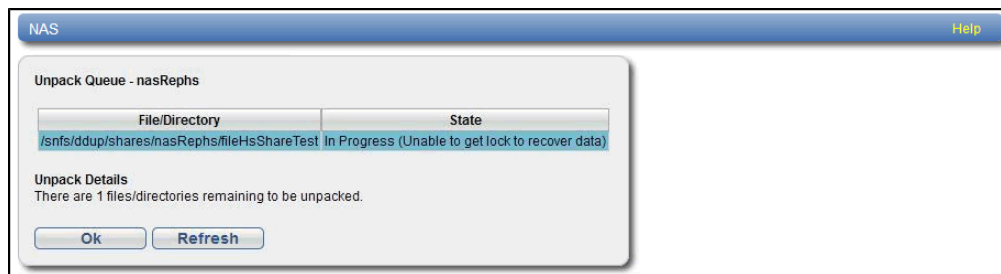 NAS Help
Unpack Queue - nasRephs
File/Directory State
/snfs/ddup/shares/nasRephs/fileHsShareTest In Progress (Unable to get lock to recover data)
Unpack Details
There are 1 files/directories remaining to be unpacked.
Ok Refresh